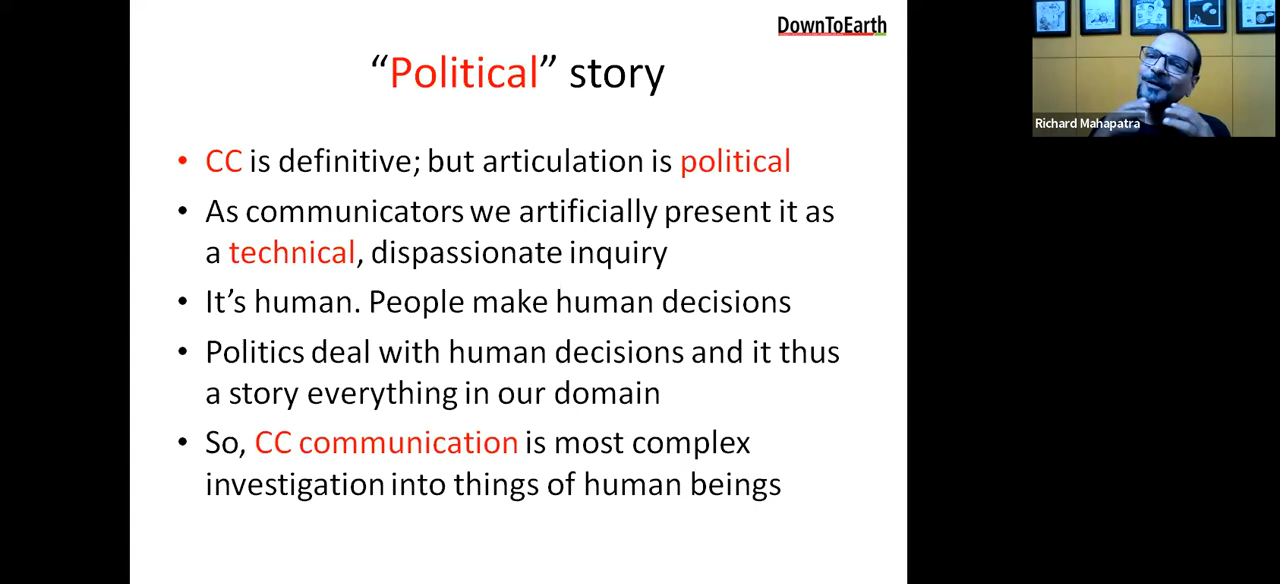 DownToEarth
“Political” story
• CC is definitive; but articulation is political
• As communicators we artificially present it as
a technical, dispassionate inquiry
• It’s human. People make human decisions
• Politics deal with human decisions and it thus
a story everything in our domain
• So, CC communication is most complex
investigation into things of human beings
Richard Mahapatra